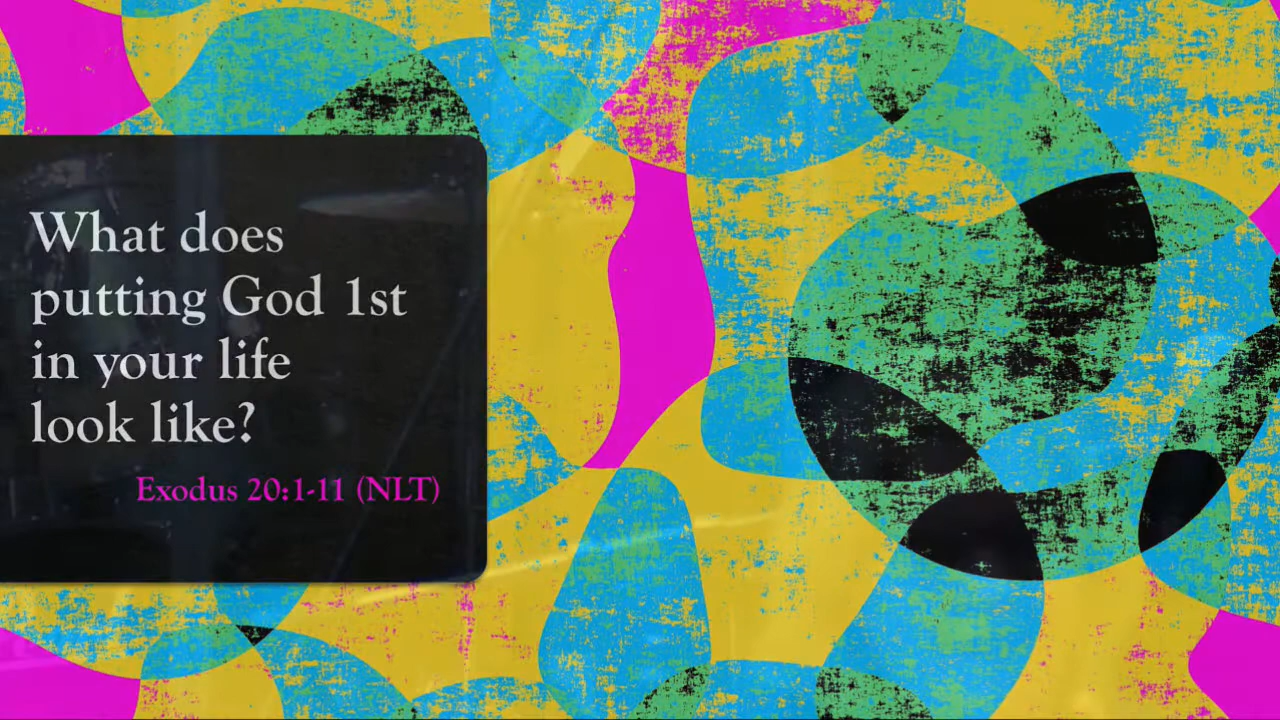 What does
putting God 1st
in your life
look like?
Exodus 20:1-11 (NLT)